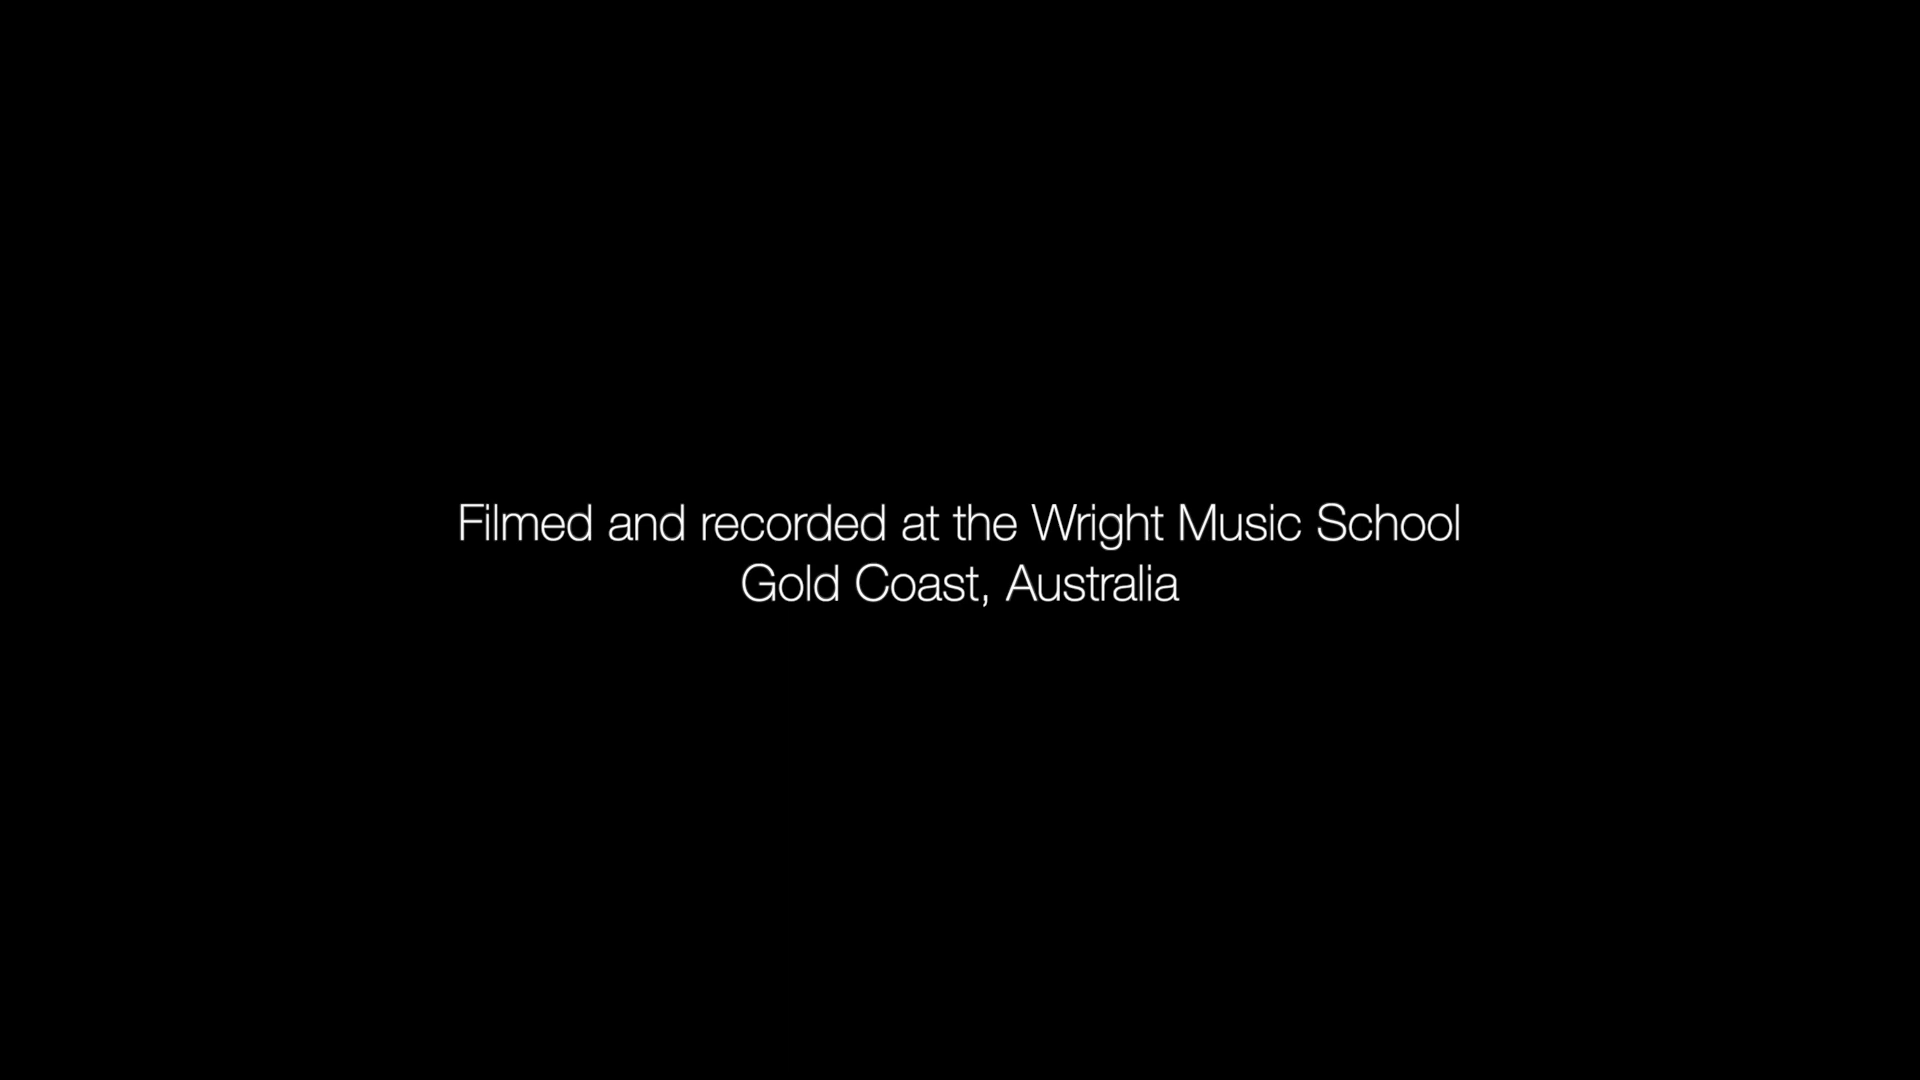 Filmed and recorded at the Wright Music School
Gold Coast, Australia